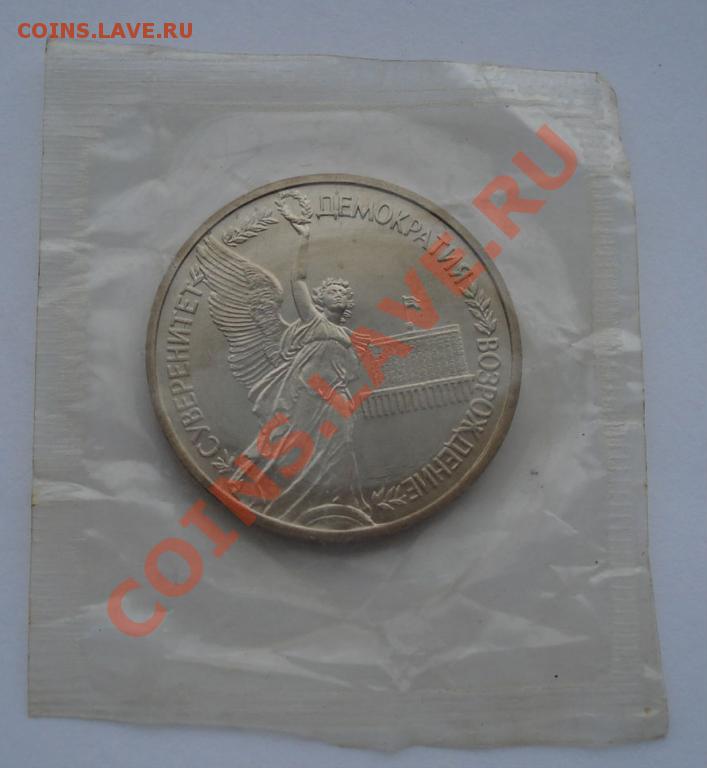 COINS.LAVE.RU
СУВЕРЕНИТЕТ
ДЕМОКРАТИЯ
ВОЗРОЖДЕНИЕ
COINS.LAVE.RU